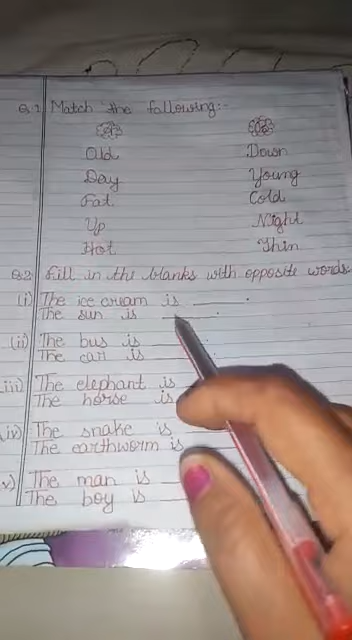 Q.1 Match the following:-
Old Down
Day Young
Fat Cold
Up Night
Hot Thin
Q.2 Fill in the blanks with opposite words.
(i) The ice cream is ______.
The sun is ______.
(ii) The bus is
The car is
(iii) The elephant is
The horse is
(iv) The snake is
The earthworm is
(v) The man is
The boy is